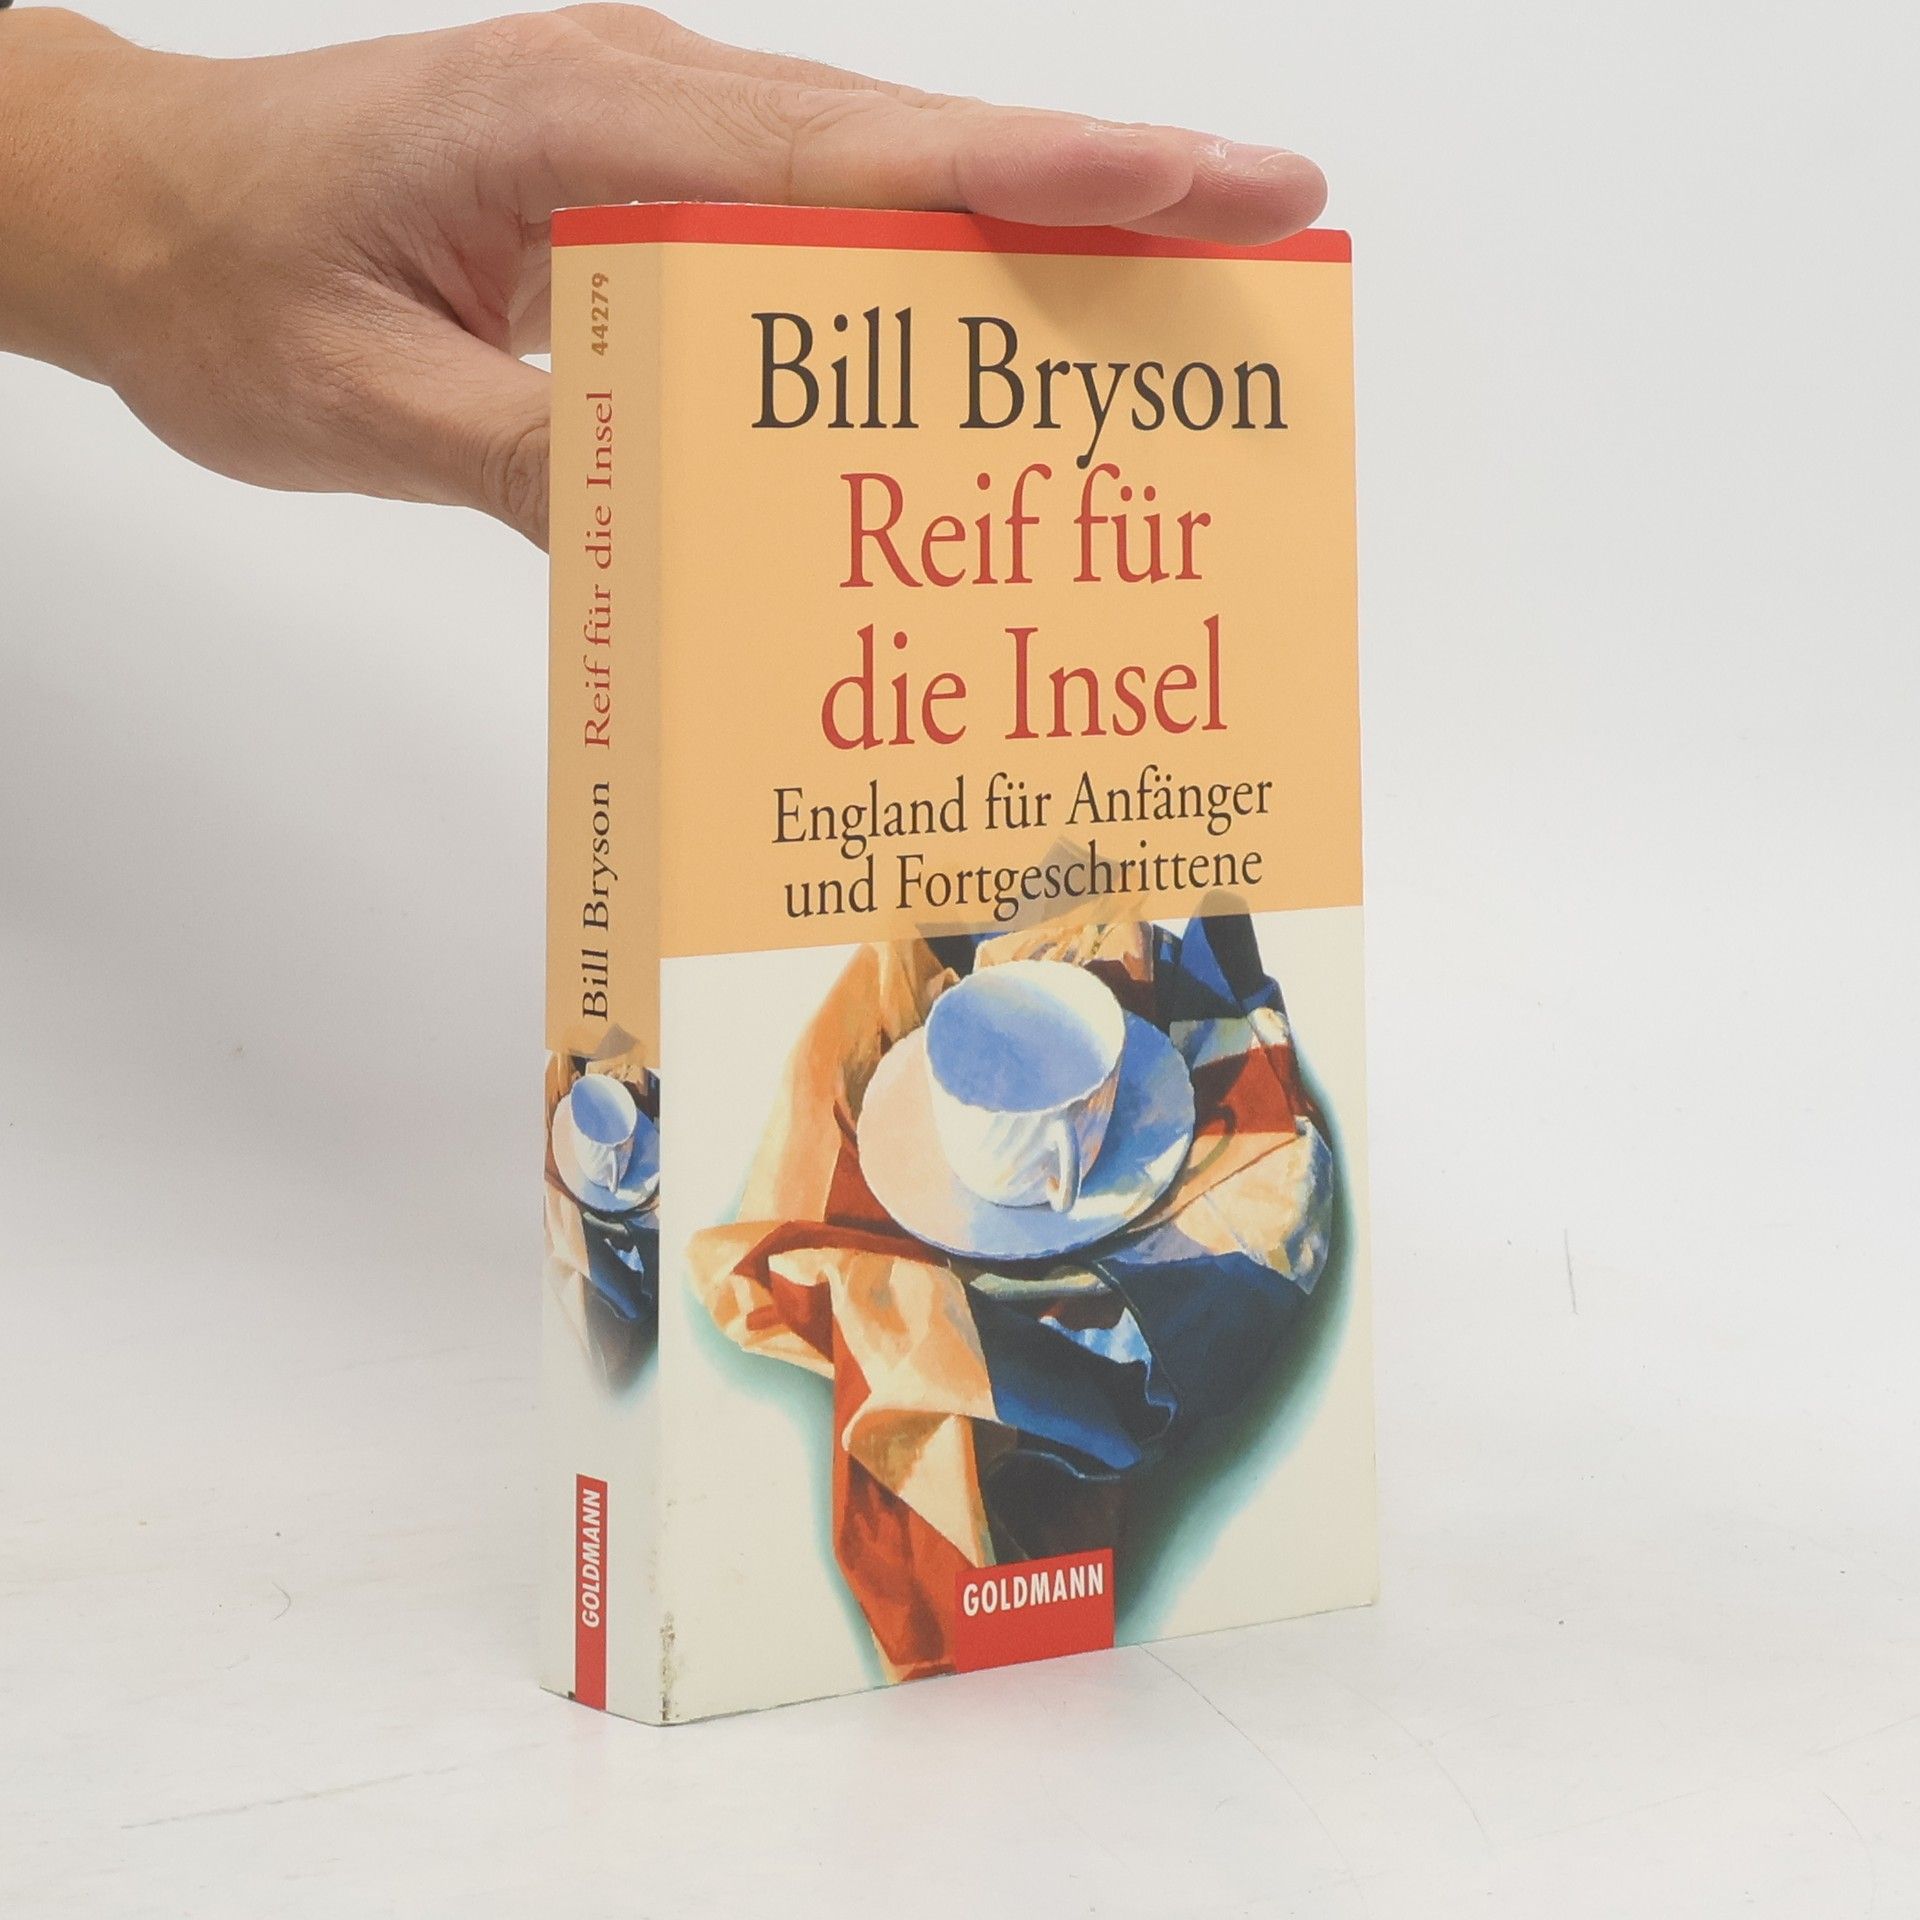 Bill Bryson
Reif für
die Insel
England für Anfänger
und Fortgeschrittene
GOLDMANN
Bill Bryson Reif für die Insel 44279
GOLDMANN